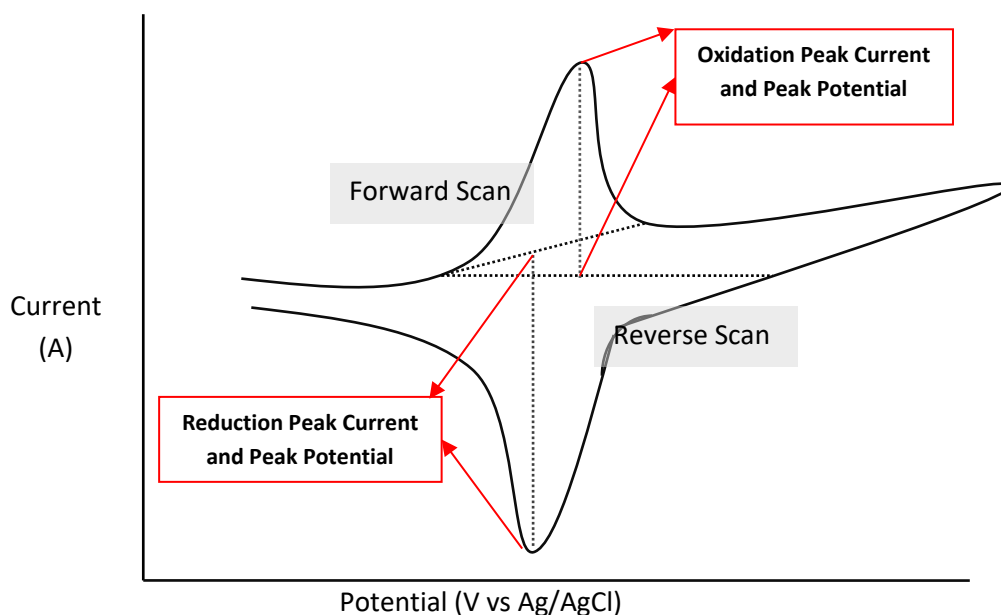 Oxidation Peak Current
and Peak Potential
Forward Scan
Current
(A)
Reverse Scan
Reduction Peak Current
and Peak Potential
Potential (V vs Ag/AgCl)